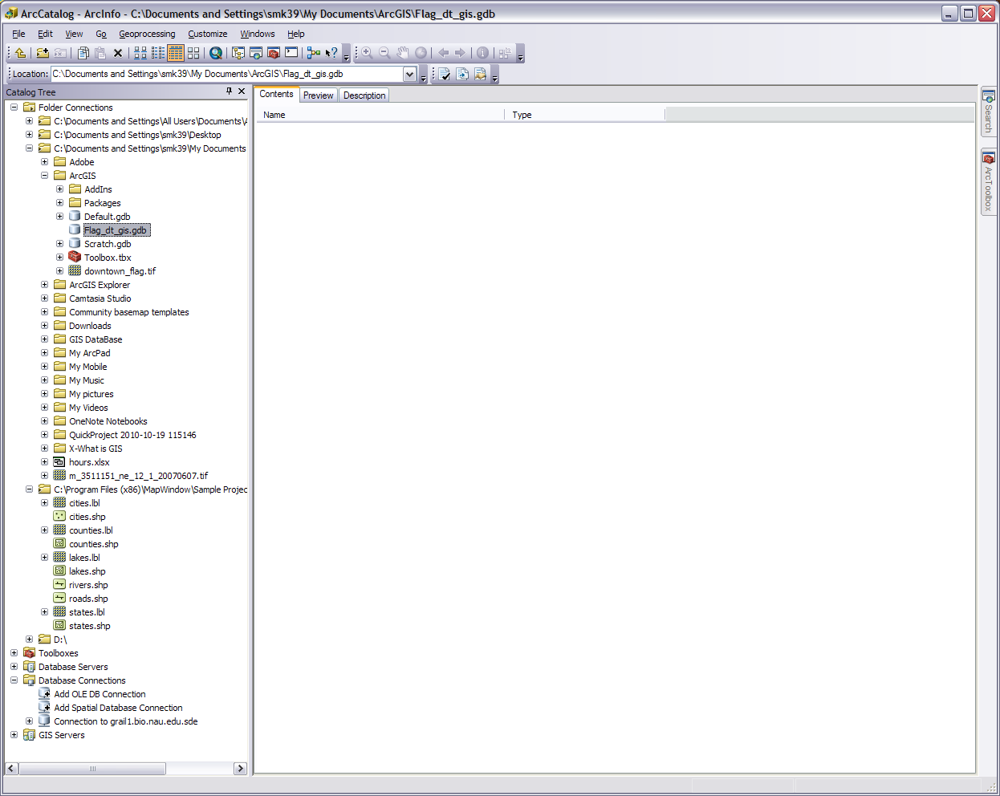 ArcCatalog - ArcInfo - C:\Documents and Settings\smk39\My Documents\ArcGIS\Flag_dt_gis.gdb
File Edit View Go Geoprocessing Customize Windows Help
Location: C:\Documents and Settings\smk39\My Documents\ArcGIS\Flag_dt_gis.gdb
Catalog Tree
Folder Connections
C:\Documents and Settings\All Users\Documents\A
C:\Documents and Settings\smk39\Desktop
C:\Documents and Settings\smk39\My Documents
Adobe
ArcGIS
AddIns
Packages
Default.gdb
Flag_dt_gis.gdb
Scratch.gdb
Toolbox.tbx
downtown_flag.tif
ArcGIS Explorer
Camtasia Studio
Community basemap templates
Downloads
GIS DataBase
My ArcPad
My Mobile
My Music
My pictures
My Videos
OneNote Notebooks
QuickProject 2010-10-19 115146
X-What is GIS
hours.xlsx
m_3511151_ne_12_1_20070607.tif
C:\Program Files (x86)\MapWindow\Sample Projec
cities.lbl
cities.shp
counties.lbl
counties.shp
lakes.lbl
lakes.shp
rivers.shp
roads.shp
states.lbl
states.shp
D:\
Toolboxes
Database Servers
Database Connections
Add OLE DB Connection
Add Spatial Database Connection
Connection to grail1.bio.nau.edu.sde
GIS Servers
Contents Preview Description
Name Type
Search
ArcToolbox